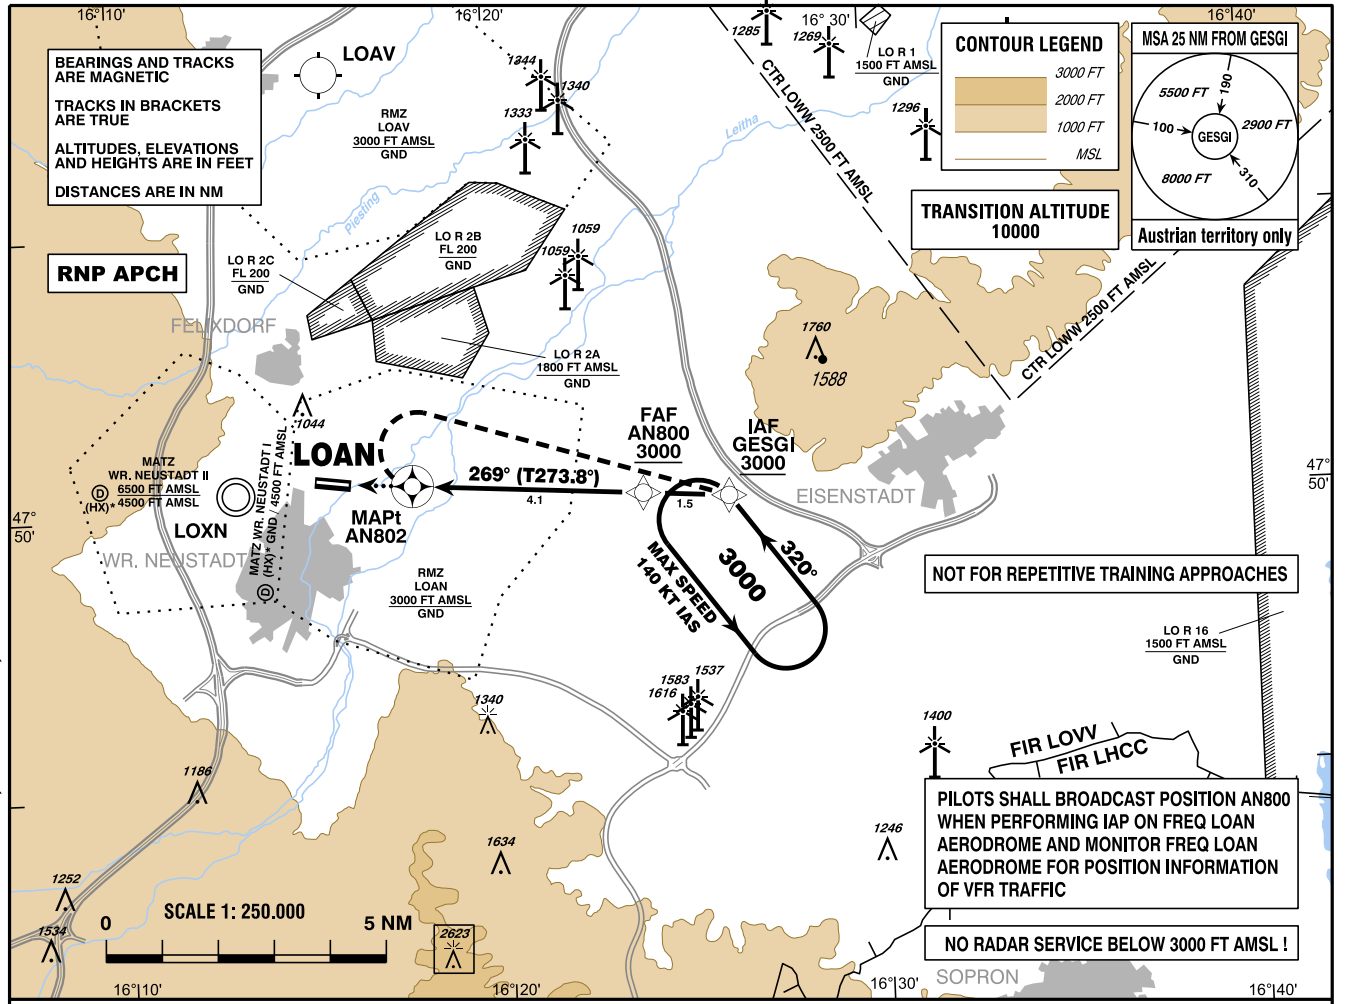 16°10'
16°20'
16° 30'
16°40'
BEARINGS AND TRACKS
ARE MAGNETIC
TRACKS IN BRACKETS
ARE TRUE
ALTITUDES, ELEVATIONS
AND HEIGHTS ARE IN FEET
DISTANCES ARE IN NM
LOAV
RMZ
LOAV
3000 FT AMSL
GND
1344
1340
1333
1285
1269
LO R 1
1500 FT AMSL
GND
1296
CTR LOWW 2500 FT AMSL
Leitha
Piesting
CONTOUR LEGEND
3000 FT
2000 FT
1000 FT
MSL
MSA 25 NM FROM GESGI
5500 FT
190
100
GESGI
2900 FT
310
8000 FT
Austrian territory only
TRANSITION ALTITUDE
10000
RNP APCH
LO R 2C
FL 200
GND
LO R 2B
FL 200
GND
1059
1059
CTR LOWW 2500 FT AMSL
FELIXDORF
LO R 2A
1800 FT AMSL
GND
1760
1588
1044
LOAN
FAF
AN800
3000
IAF
GESGI
3000
MATZ
WR. NEUSTADT II
6500 FT AMSL
4500 FT AMSL
D
(HX)*
LOXN
MATZ WR. NEUSTADT I
(HX)* GND / 4500 FT AMSL
D
269° (T273.8°)
4.1
1.5
MAPt
AN802
EISENSTADT
47°
50'
47°
50'
WR. NEUSTADT
RMZ
LOAN
3000 FT AMSL
GND
MAX SPEED
140 KT IAS
3000
320°
NOT FOR REPETITIVE TRAINING APPROACHES
LO R 16
1500 FT AMSL
GND
1537
1583
1616
1340
1400
FIR LOVV
FIR LHCC
1186
PILOTS SHALL BROADCAST POSITION AN800
WHEN PERFORMING IAP ON FREQ LOAN
AERODROME AND MONITOR FREQ LOAN
AERODROME FOR POSITION INFORMATION
OF VFR TRAFFIC
1246
1634
1252
1534
SCALE 1: 250.000
0
5 NM
2623
NO RADAR SERVICE BELOW 3000 FT AMSL !
SOPRON
16°10'
16°20'
16°30'
16°40'